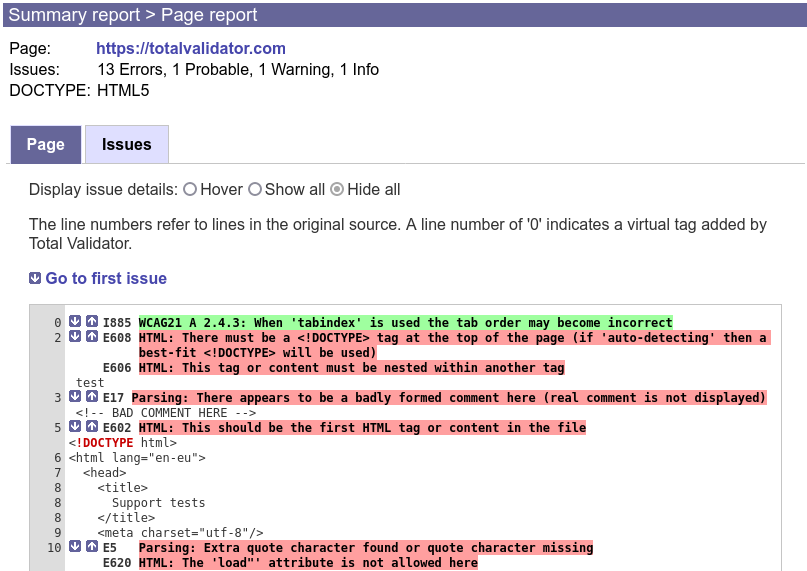 Summary report > Page report
Page: https://totalvalidator.com
Issues: 13 Errors, 1 Probable, 1 Warning, 1 Info
DOCTYPE: HTML5
Page Issues
Display issue details: Hover Show all Hide all
The line numbers refer to lines in the original source. A line number of '0' indicates a virtual tag added by
Total Validator.
Go to first issue
0 I885 WCAG21 A 2.4.3: When 'tabindex' is used the tab order may become incorrect
2 E608 HTML: There must be a <!DOCTYPE> tag at the top of the page (if 'auto-detecting' then a
best-fit <!DOCTYPE> will be used)
E606 HTML: This tag or content must be nested within another tag
test
3 E17 Parsing: There appears to be a badly formed comment here (real comment is not displayed)
<!-- BAD COMMENT HERE -->
5 E602 HTML: This should be the first HTML tag or content in the file
<!DOCTYPE html>
6 <html lang="en-eu">
7 <head>
8 <title>
8 Support tests
8 </title>
9 <meta charset="utf-8"/>
10 E5 Parsing: Extra quote character found or quote character missing
E620 HTML: The 'load"' attribute is not allowed here